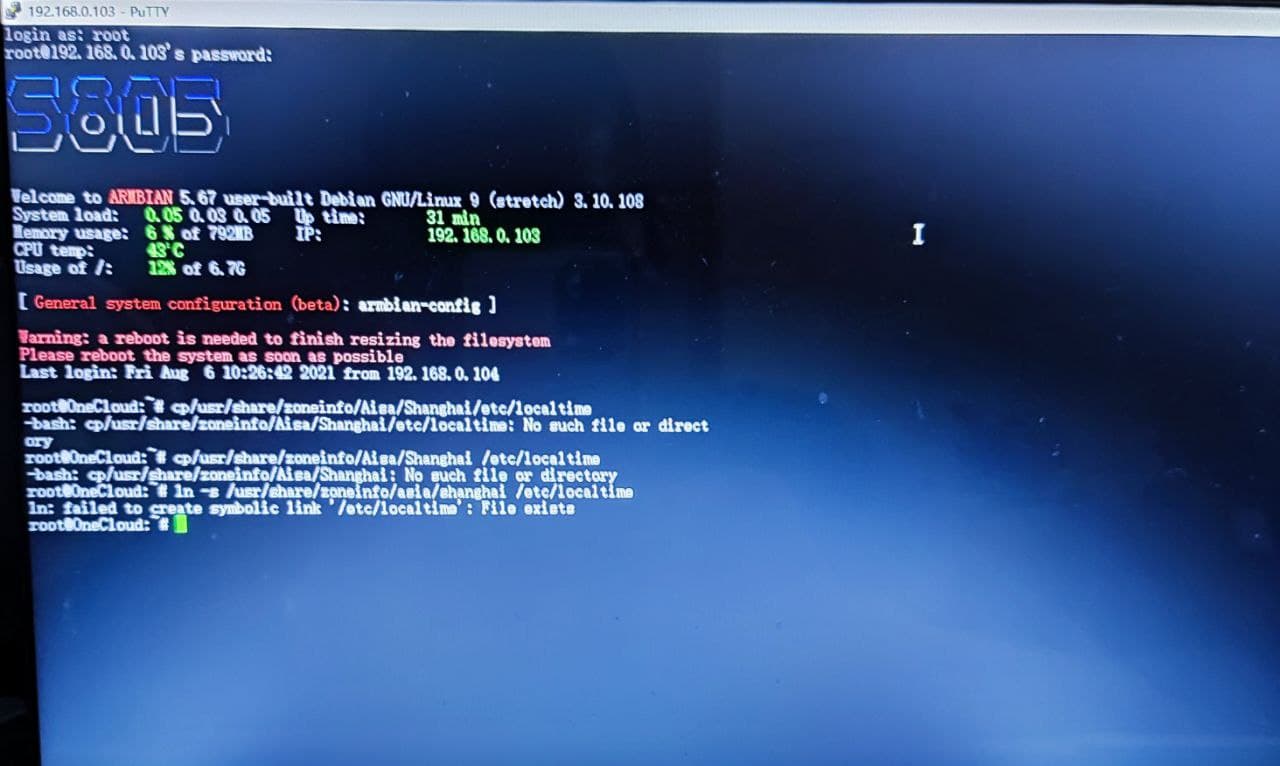 192.168.0.103 - PuTTY
login as: root
root@192.168.0.103's password:
S805
Welcome to ARMBIAN 5.67 user-built Debian GNU/Linux 9 (stretch) 3.10.108
System load: 0.05 0.03 0.05 Up time: 31 min
Memory usage: 6 % of 792MB IP: 192.168.0.103
CPU temp: 43°C
Usage of /: 12% of 6.7G
[ General system configuration (beta): armbian-config ]
Warning: a reboot is needed to finish resizing the filesystem
Please reboot the system as soon as possible
Last login: Fri Aug 6 10:26:42 2021 from 192.168.0.104
root@OneCloud:~# cp/usr/share/zoneinfo/Aisa/Shanghai/etc/localtime
-bash: cp/usr/share/zoneinfo/Aisa/Shanghai/etc/localtime: No such file or direct
ory
root@OneCloud:~# cp/usr/share/zoneinfo/Aisa/Shanghai /etc/localtime
-bash: cp/usr/share/zoneinfo/Aisa/Shanghai: No such file or directory
root@OneCloud:~# ln -s /usr/share/zoneinfo/asia/shanghai /etc/localtime
ln: failed to create symbolic link '/etc/localtime': File exists
root@OneCloud:~#